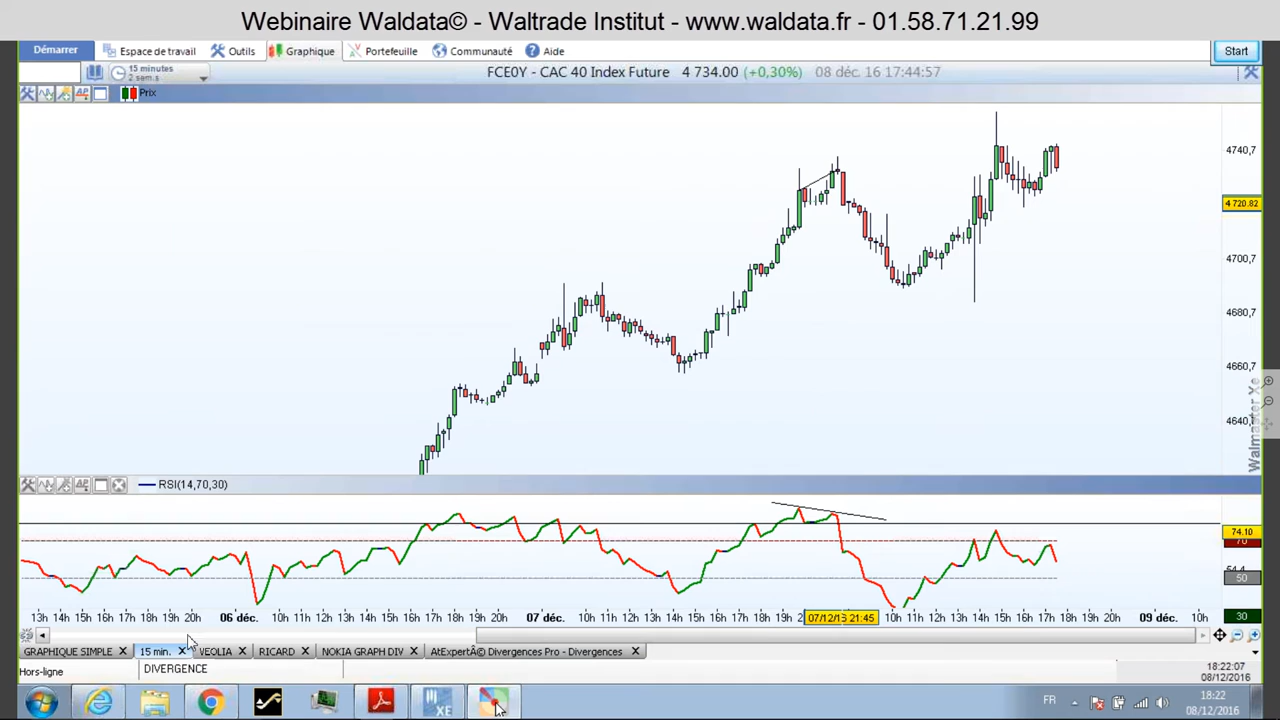 Webinaire Waldata© - Waltrade Institut - www.waldata.fr - 01.58.71.21.99
Démarrer Espace de travail Outils Graphique Portefeuille Communauté Aide Start
15 minutes
2 sem.s
FCE0Y - CAC 40 Index Future 4 734.00 (+0,30%) 08 déc. 16 17:44:57
Prix
4740,7
4 720.82
4700,7
4680,7
4660,7
4640,7
Walmaster Xe
RSI(14,70,30)
74.10
70
50
30
13h 14h 15h 16h 17h 18h 19h 20h 06 déc. 10h 11h 12h 13h 14h 15h 16h 17h 18h 19h 20h 07 déc. 10h 11h 12h 13h 14h 15h 16h 17h 18h 19h 07/12/16 21:45 10h 11h 12h 13h 14h 15h 16h 17h 18h 19h 20h 09 déc. 10h
GRAPHIQUE SIMPLE 15 min. VEOLIA RICARD NOKIA GRAPH DIV AtExpertÂ© Divergences Pro - Divergences
Hors-ligne DIVERGENCE
18:22:07
08/12/2016
XE
FR
18:22
08/12/2016